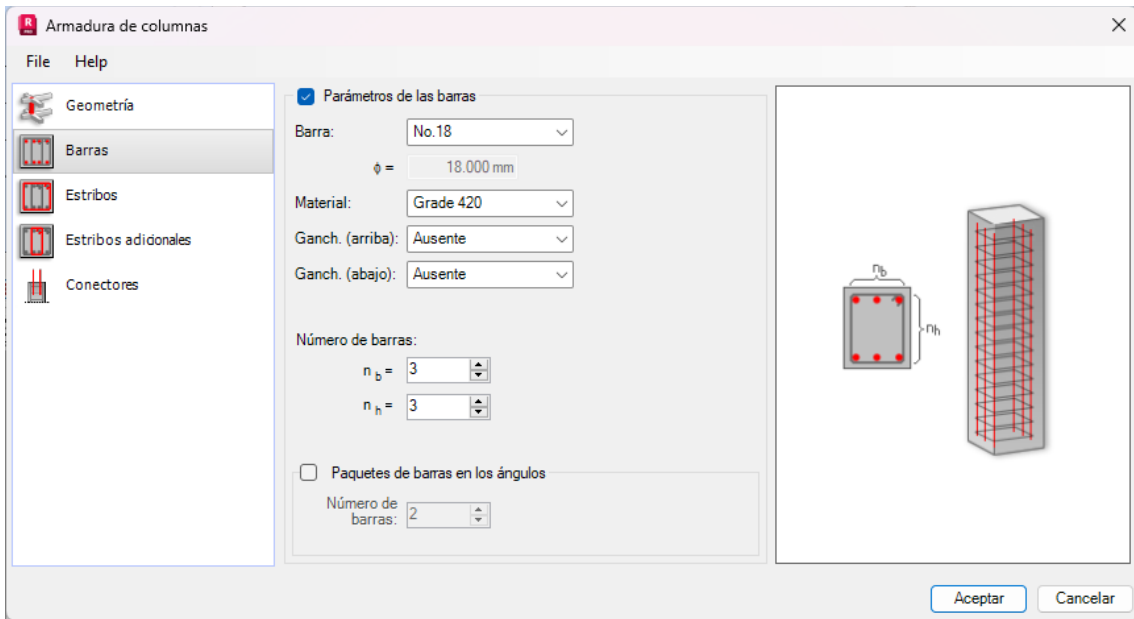 R
PRO
Armadura de columnas
File Help
Geometría
Barras
Estribos
Estribos adicionales
Conectores
Parámetros de las barras
Barra: No.18
ϕ = 18.000 mm
Material: Grade 420
Ganch. (arriba): Ausente
Ganch. (abajo): Ausente
Número de barras:
n b = 3
n h = 3
Paquetes de barras en los ángulos
Número de
barras: 2
nb
nh
Aceptar Cancelar